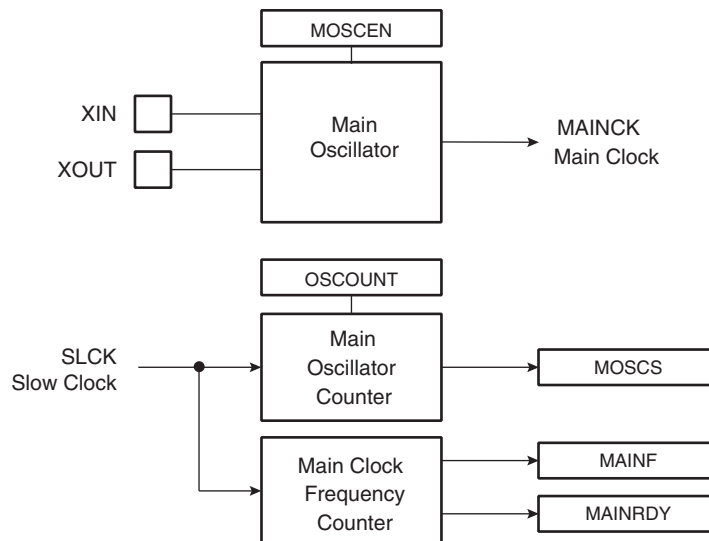 MOSCEN
XIN
XOUT
Main
Oscillator
MAINCK
Main Clock
OSCOUNT
SLCK
Slow Clock
Main
Oscillator
Counter
MOSCS
Main Clock
Frequency
Counter
MAINF
MAINRDY